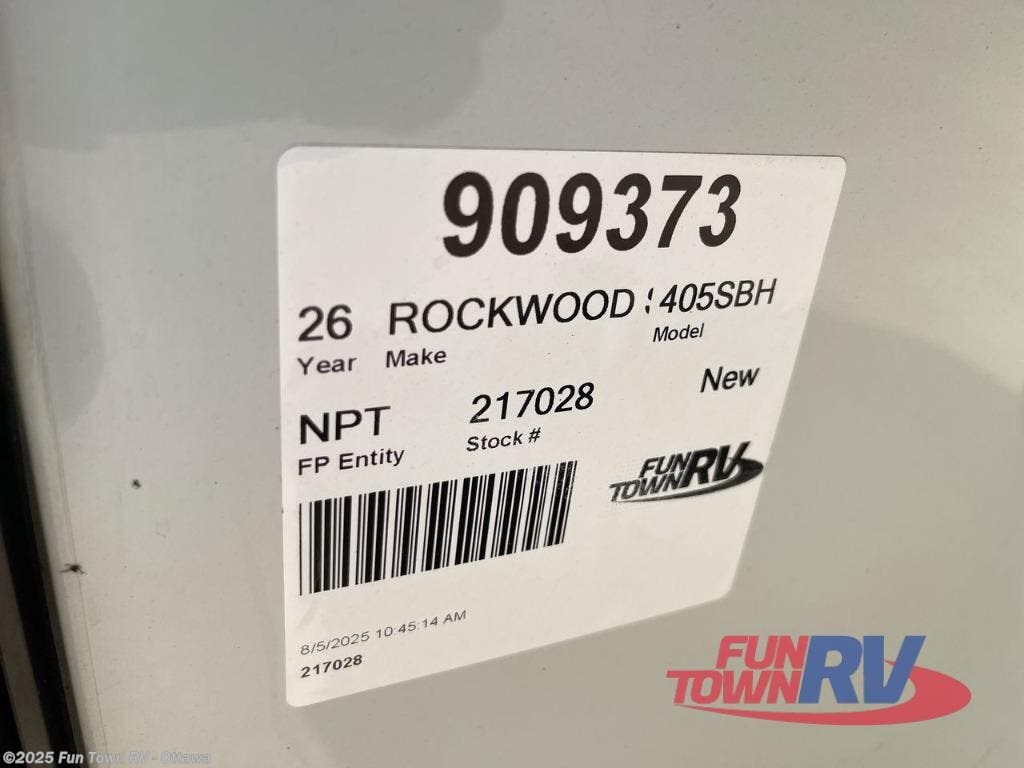 909373
26 ROCKWOOD 405SBH
Year Make Model
NPT 217028 New
FP Entity Stock #
FUN TOWN RV
8/5/2025 10:45:14 AM
217028
FUN TOWN RV
©2025 Fun Town RV - Ottawa